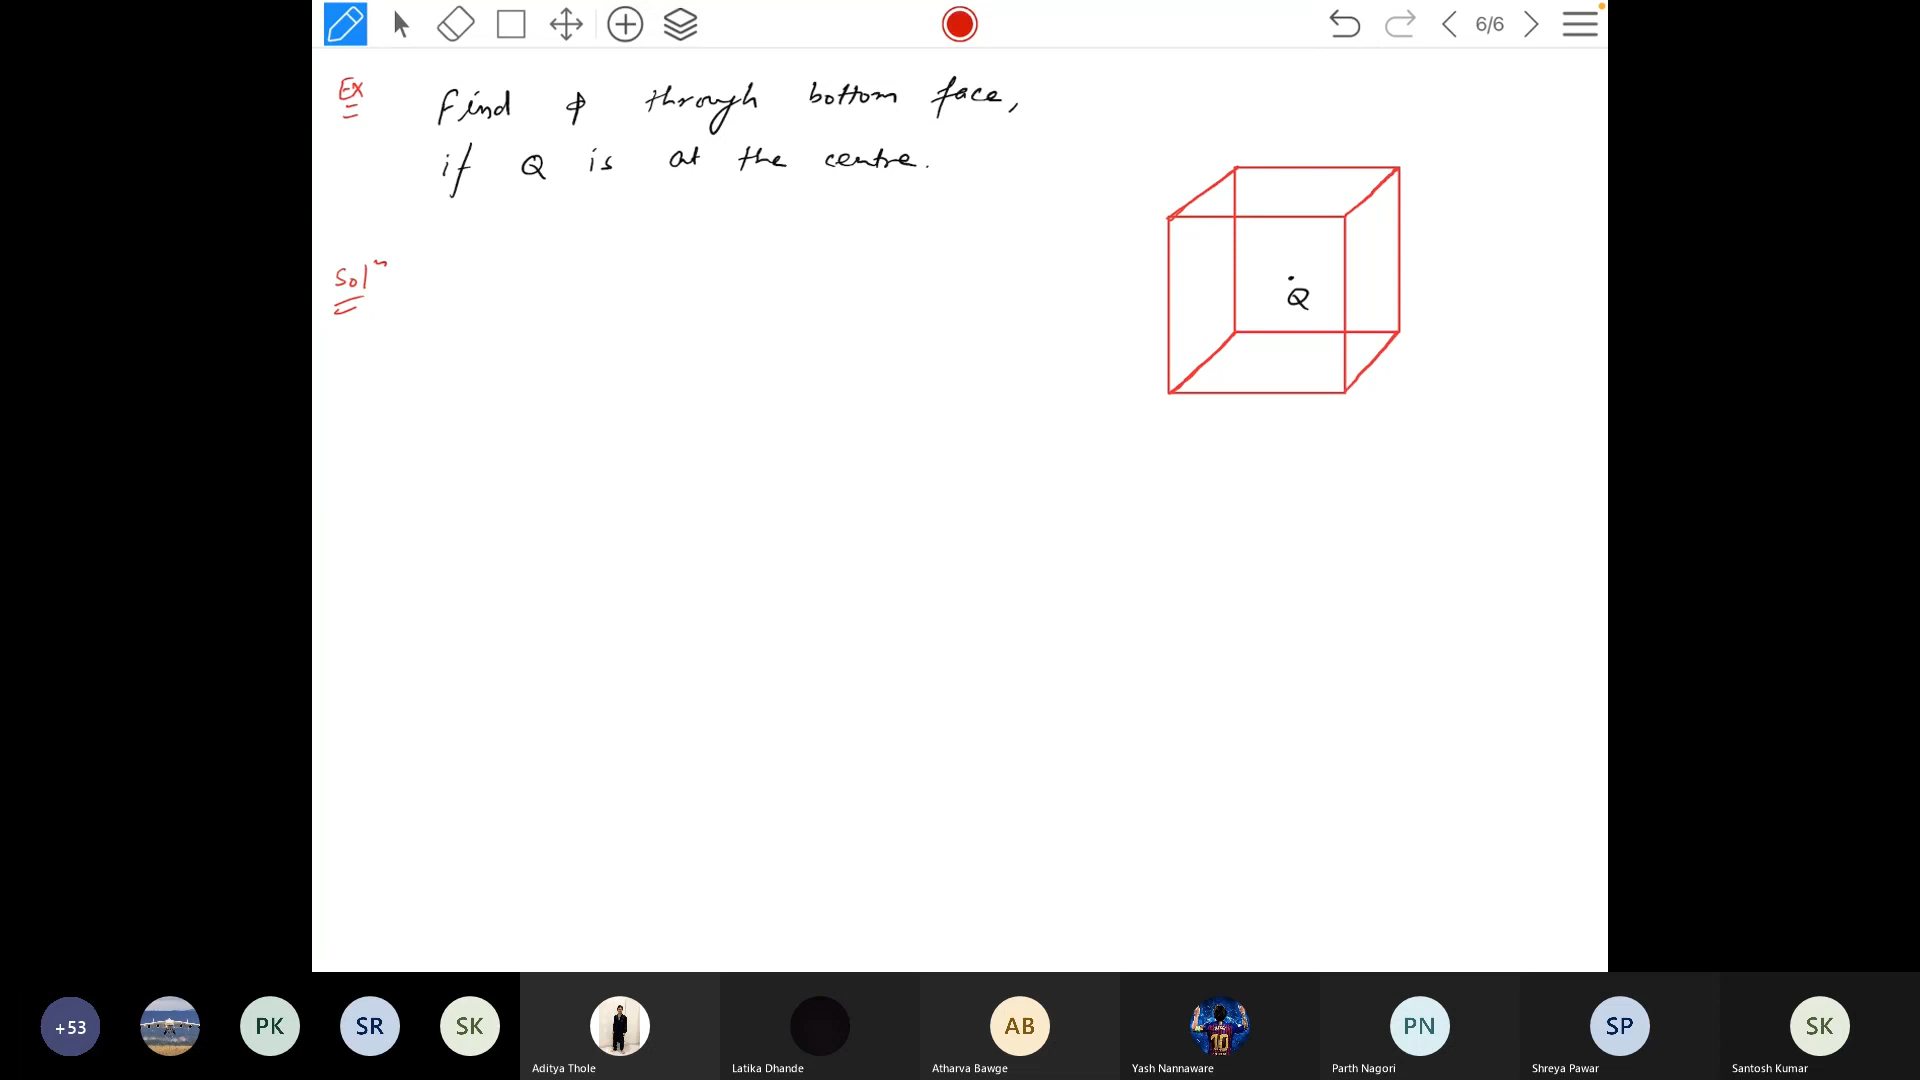 6/6
Ex
Find ϕ through bottom face,
if Q is at the centre.
Solⁿ
Q
+53
PK
SR
SK
AB
PN
SP
SK
10
Aditya Thole
Latika Dhande
Atharva Bawge
Yash Nannaware
Parth Nagori
Shreya Pawar
Santosh Kumar